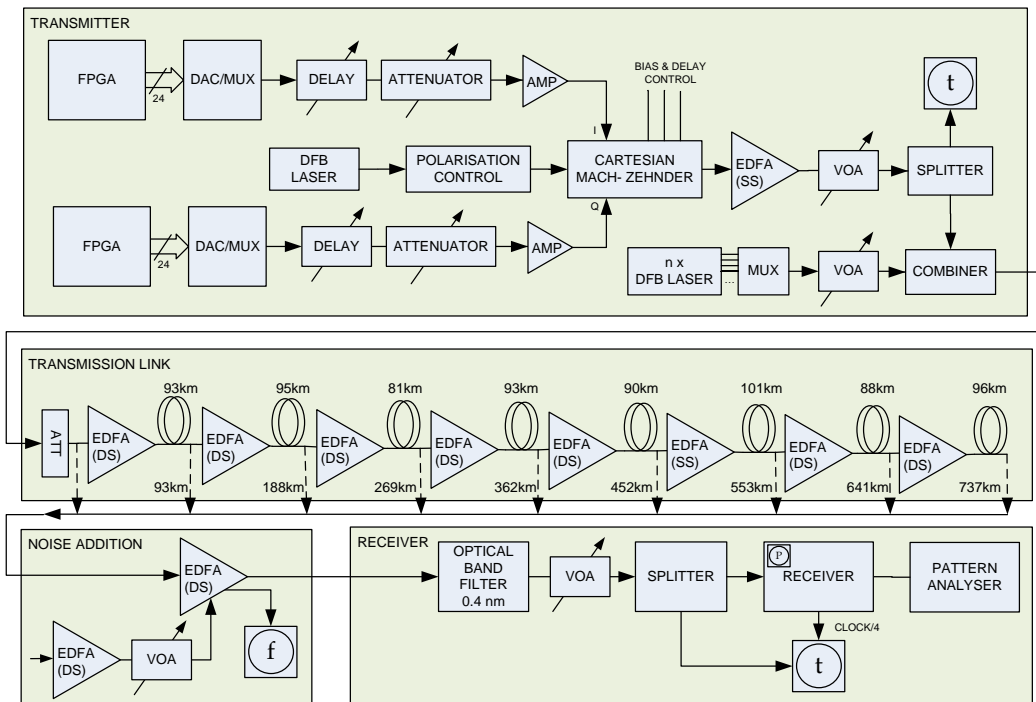 TRANSMITTER
FPGA
24
DAC/MUX
DELAY
ATTENUATOR
AMP
BIAS & DELAY
CONTROL
t
I
DFB
LASER
POLARISATION
CONTROL
CARTESIAN
MACH- ZEHNDER
EDFA
(SS)
VOA
SPLITTER
Q
FPGA
24
DAC/MUX
DELAY
ATTENUATOR
AMP
n x
DFB LASER
...
MUX
VOA
COMBINER
TRANSMISSION LINK
93km
95km
81km
93km
90km
101km
88km
96km
ATT
EDFA
(DS)
EDFA
(DS)
EDFA
(DS)
EDFA
(DS)
EDFA
(DS)
EDFA
(SS)
EDFA
(DS)
EDFA
(DS)
93km
188km
269km
362km
452km
553km
641km
737km
NOISE ADDITION
EDFA
(DS)
EDFA
(DS)
VOA
f
RECEIVER
OPTICAL
BAND
FILTER
0.4 nm
VOA
SPLITTER
P
RECEIVER
PATTERN
ANALYSER
CLOCK/4
t